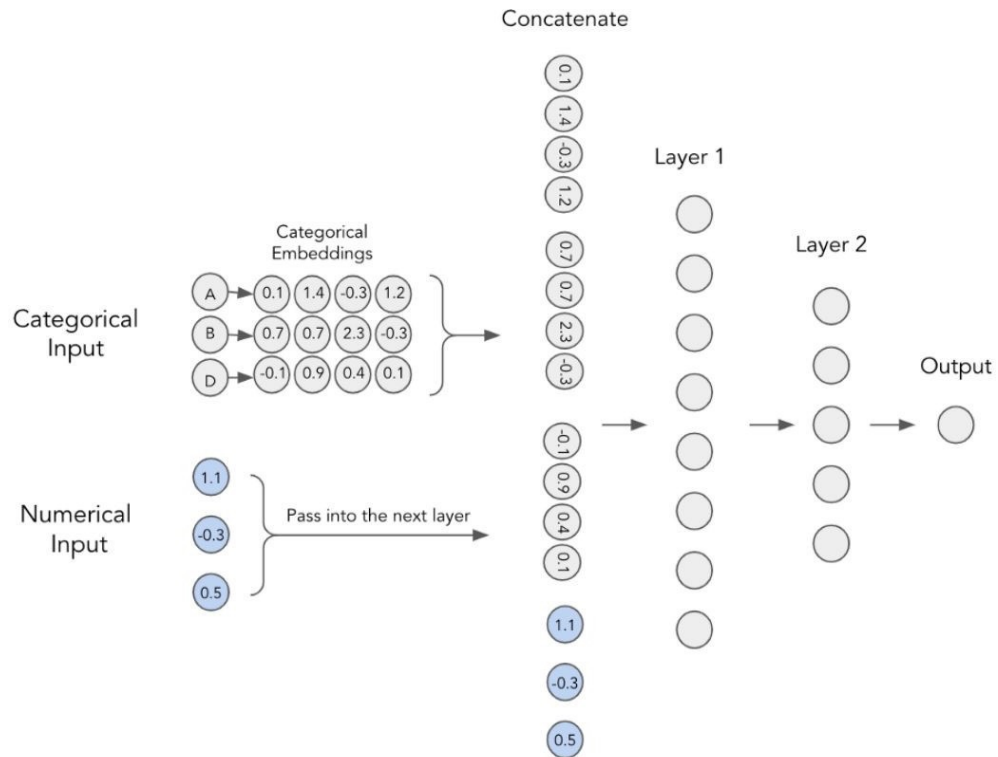 Concatenate
0.1
1.4
-0.3
1.2
0.7
0.7
2.3
-0.3
-0.1
0.9
0.4
0.1
1.1
-0.3
0.5
Layer 1
Layer 2
Output
Categorical
Embeddings
Categorical
Input
A 0.1 1.4 -0.3 1.2
B 0.7 0.7 2.3 -0.3
D -0.1 0.9 0.4 0.1
Numerical
Input
1.1
-0.3
0.5
Pass into the next layer